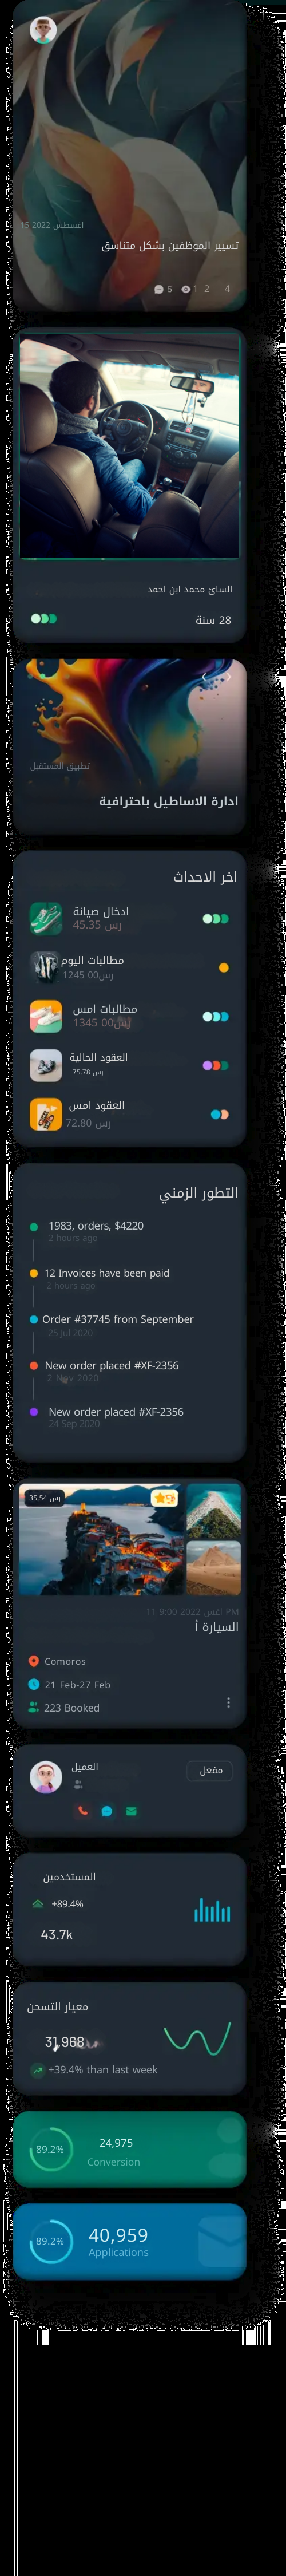 15 اغسطس 2022
تسيير الموظفين بشكل متناسق
5 1 2 4
السائ محمد ابن احمد
28 سنة
تطبيق المستقبل
ادارة الاساطيل باحترافية
اخر الاحداث
ادخال صيانة
45.35 رس
مطالبات اليوم
1245 00رس
مطالبات امس
1345 00رس
العقود الحالية
75.78 رس
العقود امس
72.80 رس
التطور الزمني
1983, orders, $4220
2 hours ago
12 Invoices have been paid
2 hours ago
Order #37745 from September
25 Jul 2020
New order placed #XF-2356
2 Nov 2020
New order placed #XF-2356
24 Sep 2020
35.54 رس
11 اغس 2022 9:00 PM
السيارة أ
Comoros
21 Feb-27 Feb
223 Booked
العميل
مفعل
المستخدمين
+89.4%
43.7k
معيار التسحن
31,968
+39.4% than last week
89.2%
24,975
Conversion
89.2%
40,959
Applications